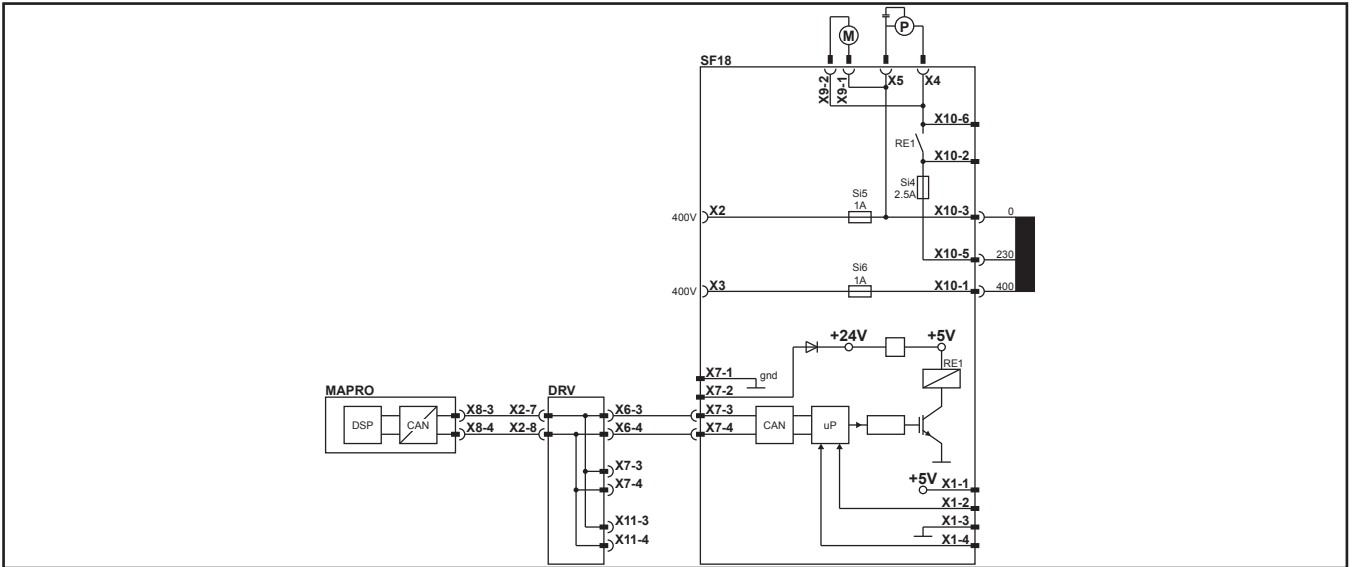 M
P
SF18
X9-2
X9-1
X5
X4
X10-6
RE1
X10-2
Si4
2.5A
Si5
1A
400V
X2
X10-3
0
X10-5
230
Si6
1A
400V
X3
X10-1
400
+24V
+5V
RE1
X7-1
gnd
X7-2
MAPRO
DRV
X8-3
X2-7
X6-3
X7-3
DSP
CAN
CAN
uP
X8-4
X2-8
X6-4
X7-4
X7-3
X7-4
+5V
X1-1
X1-2
X11-3
X1-3
X11-4
X1-4